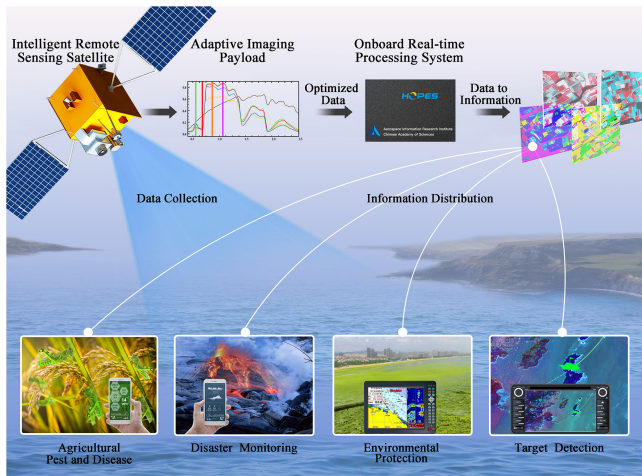 Intelligent Remote
Sensing Satellite
Adaptive Imaging
Payload
Onboard Real-time
Processing System
Optimized
Data
HOPES
Aerospace Information Research Institute
Chinese Academy of Sciences
Data to
Information
Data Collection
Information Distribution
Agricultural
Pest and Disease
Disaster Monitoring
Environmental
Protection
Target Detection